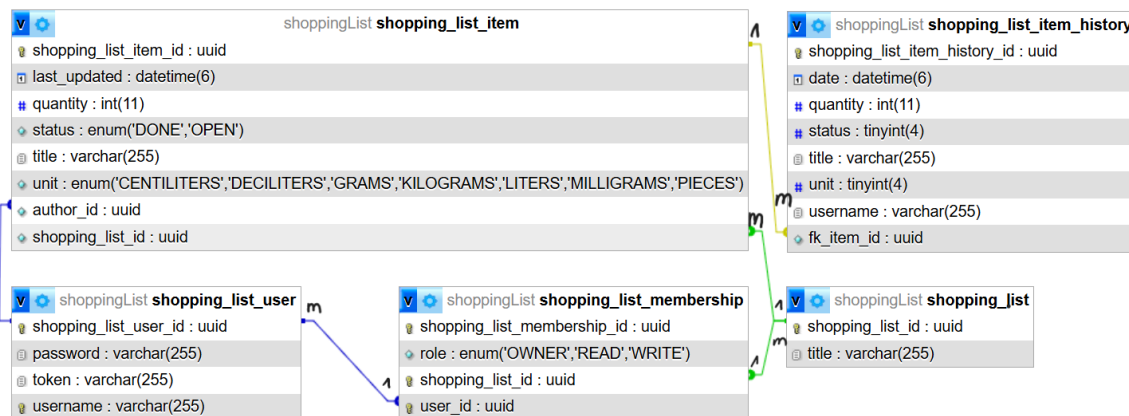 shoppingList shopping_list_item
shopping_list_item_id : uuid
last_updated : datetime(6)
quantity : int(11)
status : enum('DONE','OPEN')
title : varchar(255)
unit : enum('CENTILITERS','DECILITERS','GRAMS','KILOGRAMS','LITERS','MILLIGRAMS','PIECES')
author_id : uuid
shopping_list_id : uuid
1
m
m
shoppingList shopping_list_item_history
shopping_list_item_history_id : uuid
date : datetime(6)
quantity : int(11)
status : tinyint(4)
title : varchar(255)
unit : tinyint(4)
username : varchar(255)
fk_item_id : uuid
shoppingList shopping_list_user
shopping_list_user_id : uuid
password : varchar(255)
token : varchar(255)
username : varchar(255)
m
1
shoppingList shopping_list_membership
shopping_list_membership_id : uuid
role : enum('OWNER','READ','WRITE')
shopping_list_id : uuid
user_id : uuid
1
m
1
shoppingList shopping_list
shopping_list_id : uuid
title : varchar(255)